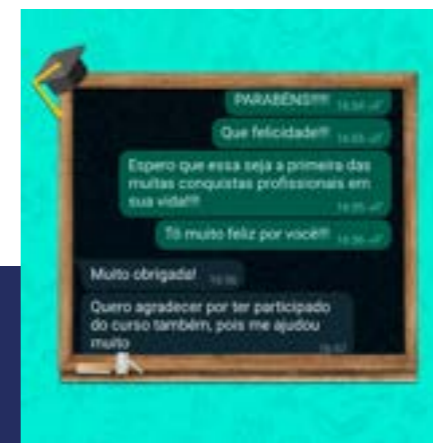 PARABÉNS!!!!
Que felicidade!!!
Espero que essa seja a primeira das
muitas conquistas profissionais em
sua vida!!!!
Tô muito feliz por você!!!
Muito obrigada!
Quero agradecer por ter participado
do curso também, pois me ajudou
muito